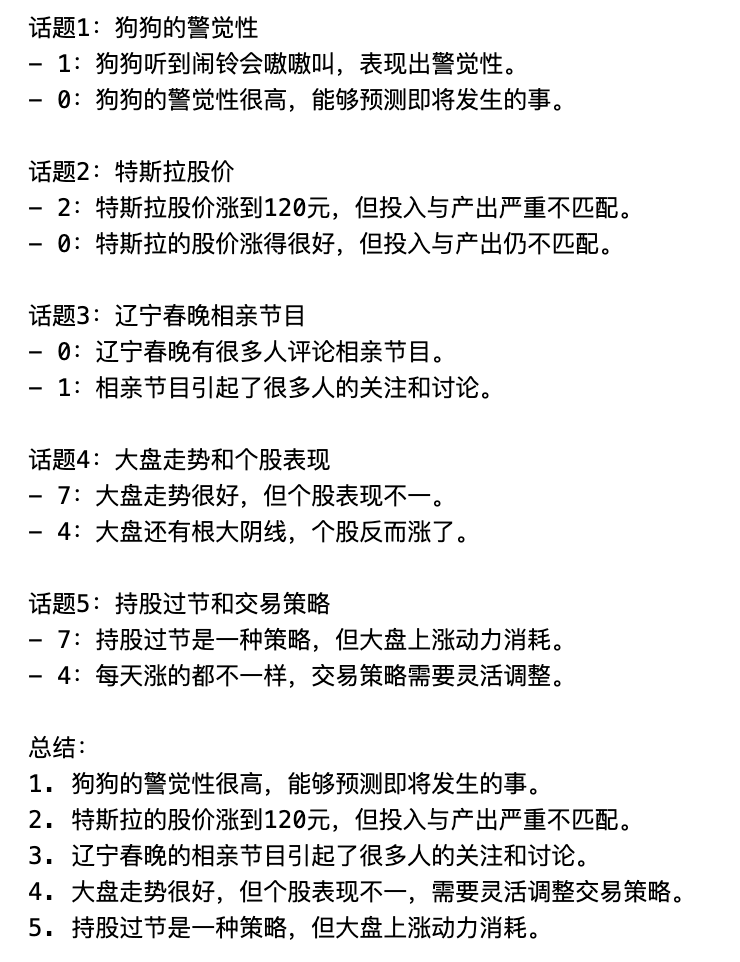 话题1：狗狗的警觉性
– 1：狗狗听到闹铃会嗷嗷叫，表现出警觉性。
– 0：狗狗的警觉性很高，能够预测即将发生的事。
话题2：特斯拉股价
– 2：特斯拉股价涨到120元，但投入与产出严重不匹配。
– 0：特斯拉的股价涨得很好，但投入与产出仍不匹配。
话题3：辽宁春晚相亲节目
– 0：辽宁春晚有很多人评论相亲节目。
– 1：相亲节目引起了很多人的关注和讨论。
话题4：大盘走势和个股表现
– 7：大盘走势很好，但个股表现不一。
– 4：大盘还有根大阴线，个股反而涨了。
话题5：持股过节和交易策略
– 7：持股过节是一种策略，但大盘上涨动力消耗。
– 4：每天涨的都不一样，交易策略需要灵活调整。
总结：
1. 狗狗的警觉性很高，能够预测即将发生的事。
2. 特斯拉的股价涨到120元，但投入与产出严重不匹配。
3. 辽宁春晚的相亲节目引起了很多人的关注和讨论。
4. 大盘走势很好，但个股表现不一，需要灵活调整交易策略。
5. 持股过节是一种策略，但大盘上涨动力消耗。